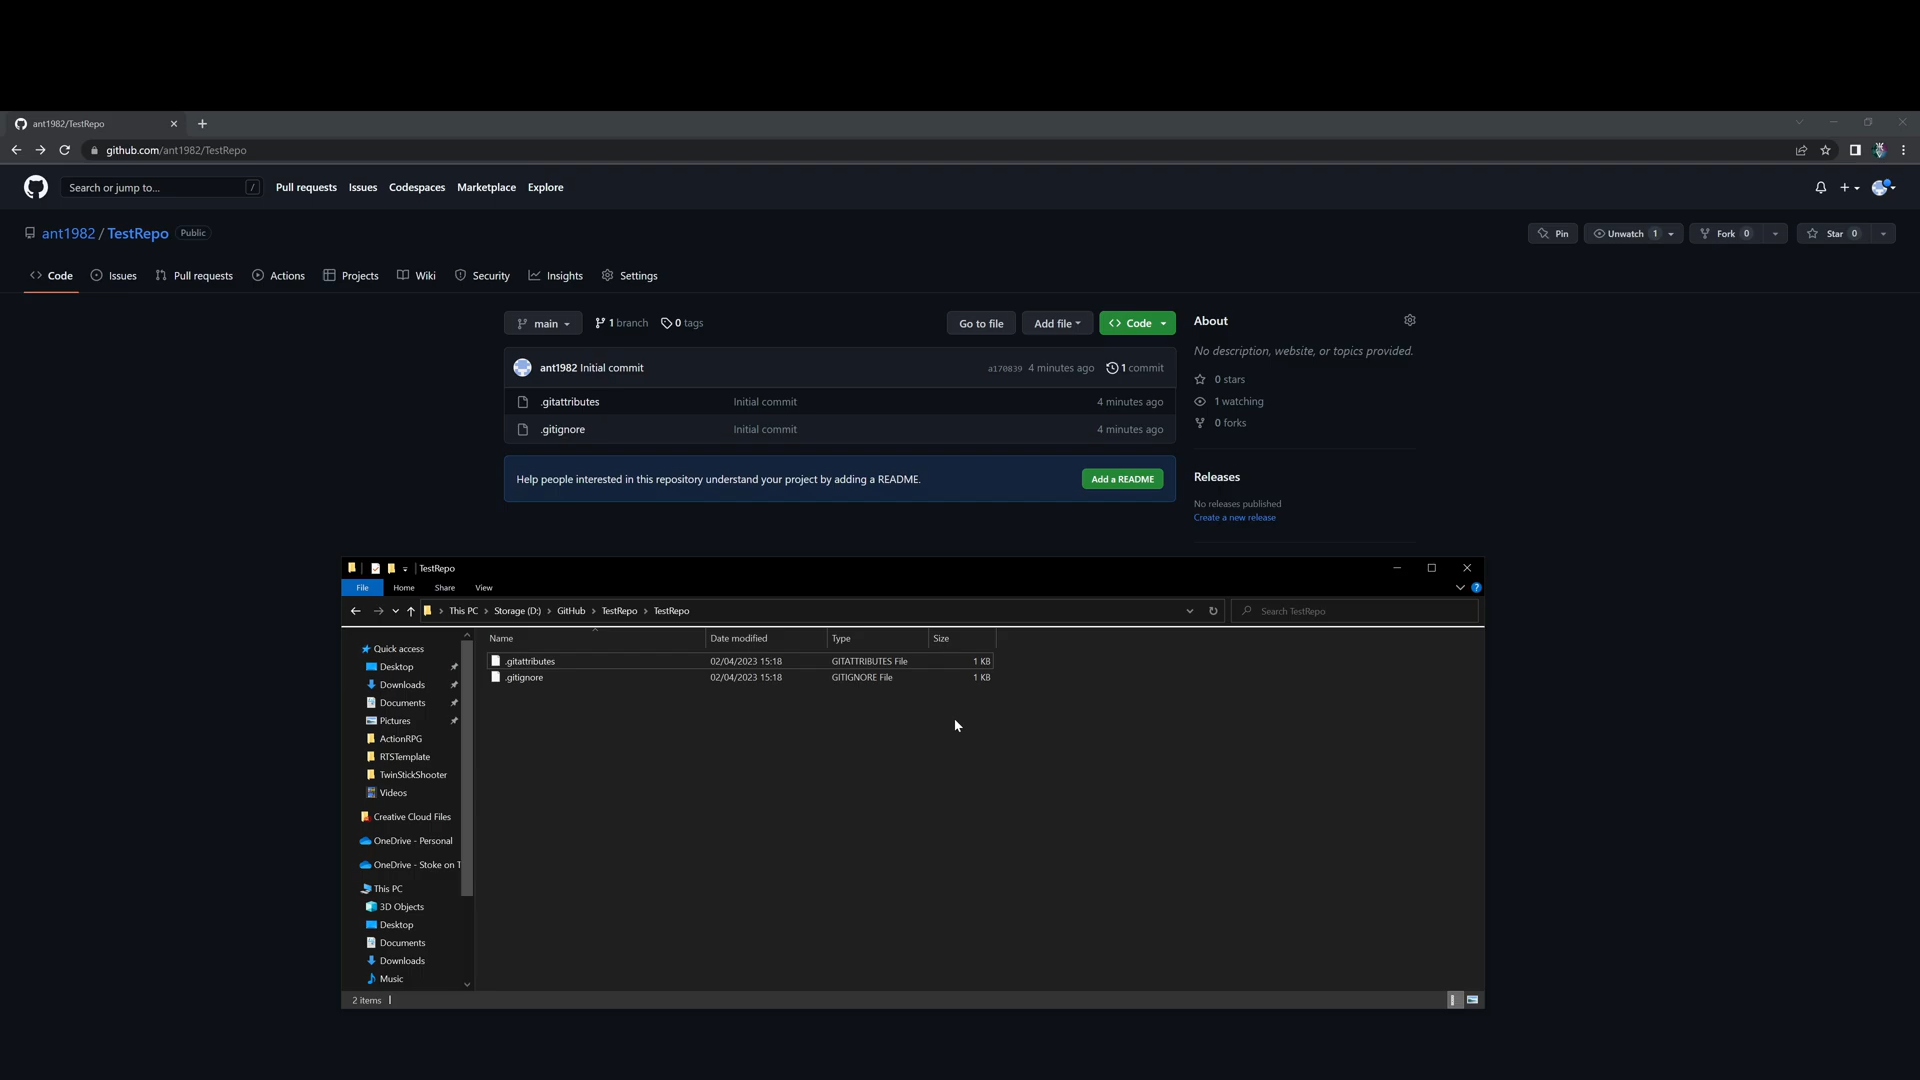 ant1982/TestRepo
github.com/ant1982/TestRepo
Search or jump to... / Pull requests Issues Codespaces Marketplace Explore
ant1982 / TestRepo Public Pin Unwatch 1 Fork 0 Star 0
Code Issues Pull requests Actions Projects Wiki Security Insights Settings
main 1 branch 0 tags Go to file Add file Code
ant1982 Initial commit a170839 4 minutes ago 1 commit
.gitattributes Initial commit 4 minutes ago
.gitignore Initial commit 4 minutes ago
Help people interested in this repository understand your project by adding a README. Add a README
About
No description, website, or topics provided.
0 stars
1 watching
0 forks
Releases
No releases published
Create a new release
TestRepo
File Home Share View
This PC Storage (D:) GitHub TestRepo TestRepo Search TestRepo
Name Date modified Type Size
.gitattributes 02/04/2023 15:18 GITATTRIBUTES File 1 KB
.gitignore 02/04/2023 15:18 GITIGNORE File 1 KB
Quick access
Desktop
Downloads
Documents
Pictures
ActionRPG
RTSTemplate
TwinStickShooter
Videos
Creative Cloud Files
OneDrive - Personal
OneDrive - Stoke on T
This PC
3D Objects
Desktop
Documents
Downloads
Music
2 items